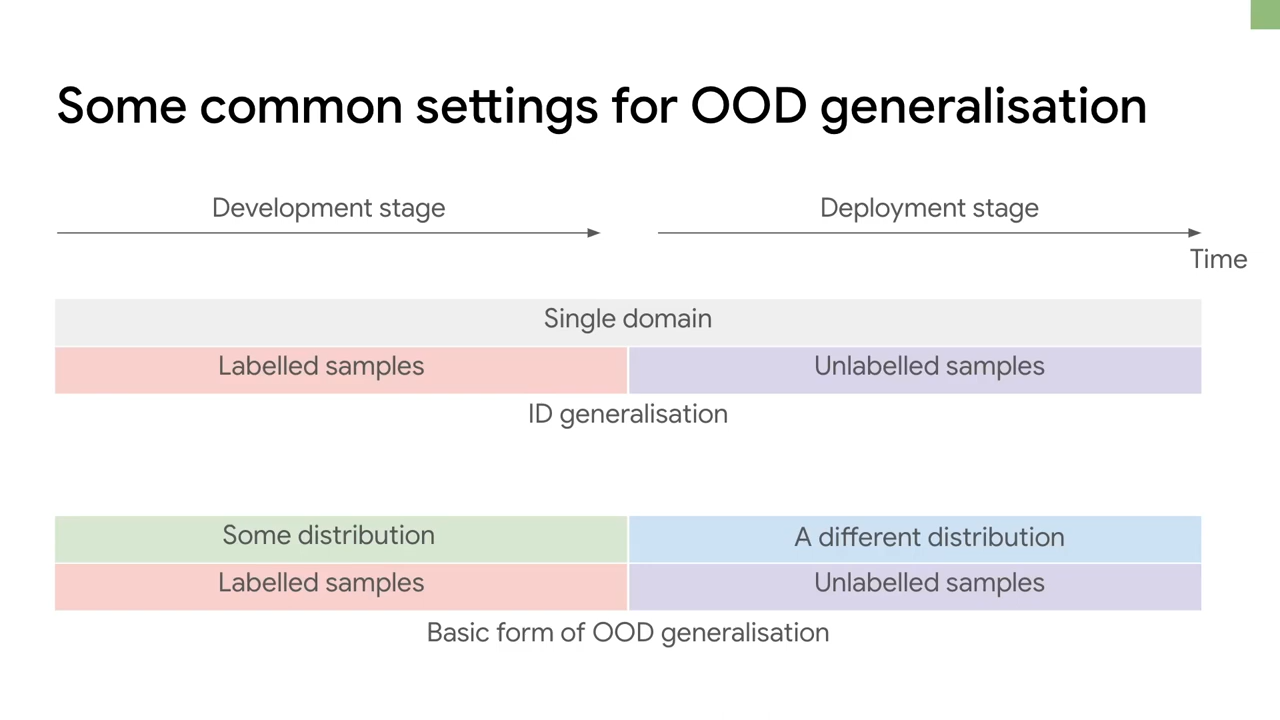 Some common settings for OOD generalisation
Development stage
Deployment stage
Time
Single domain
Labelled samples
Unlabelled samples
ID generalisation
Some distribution
A different distribution
Labelled samples
Unlabelled samples
Basic form of OOD generalisation